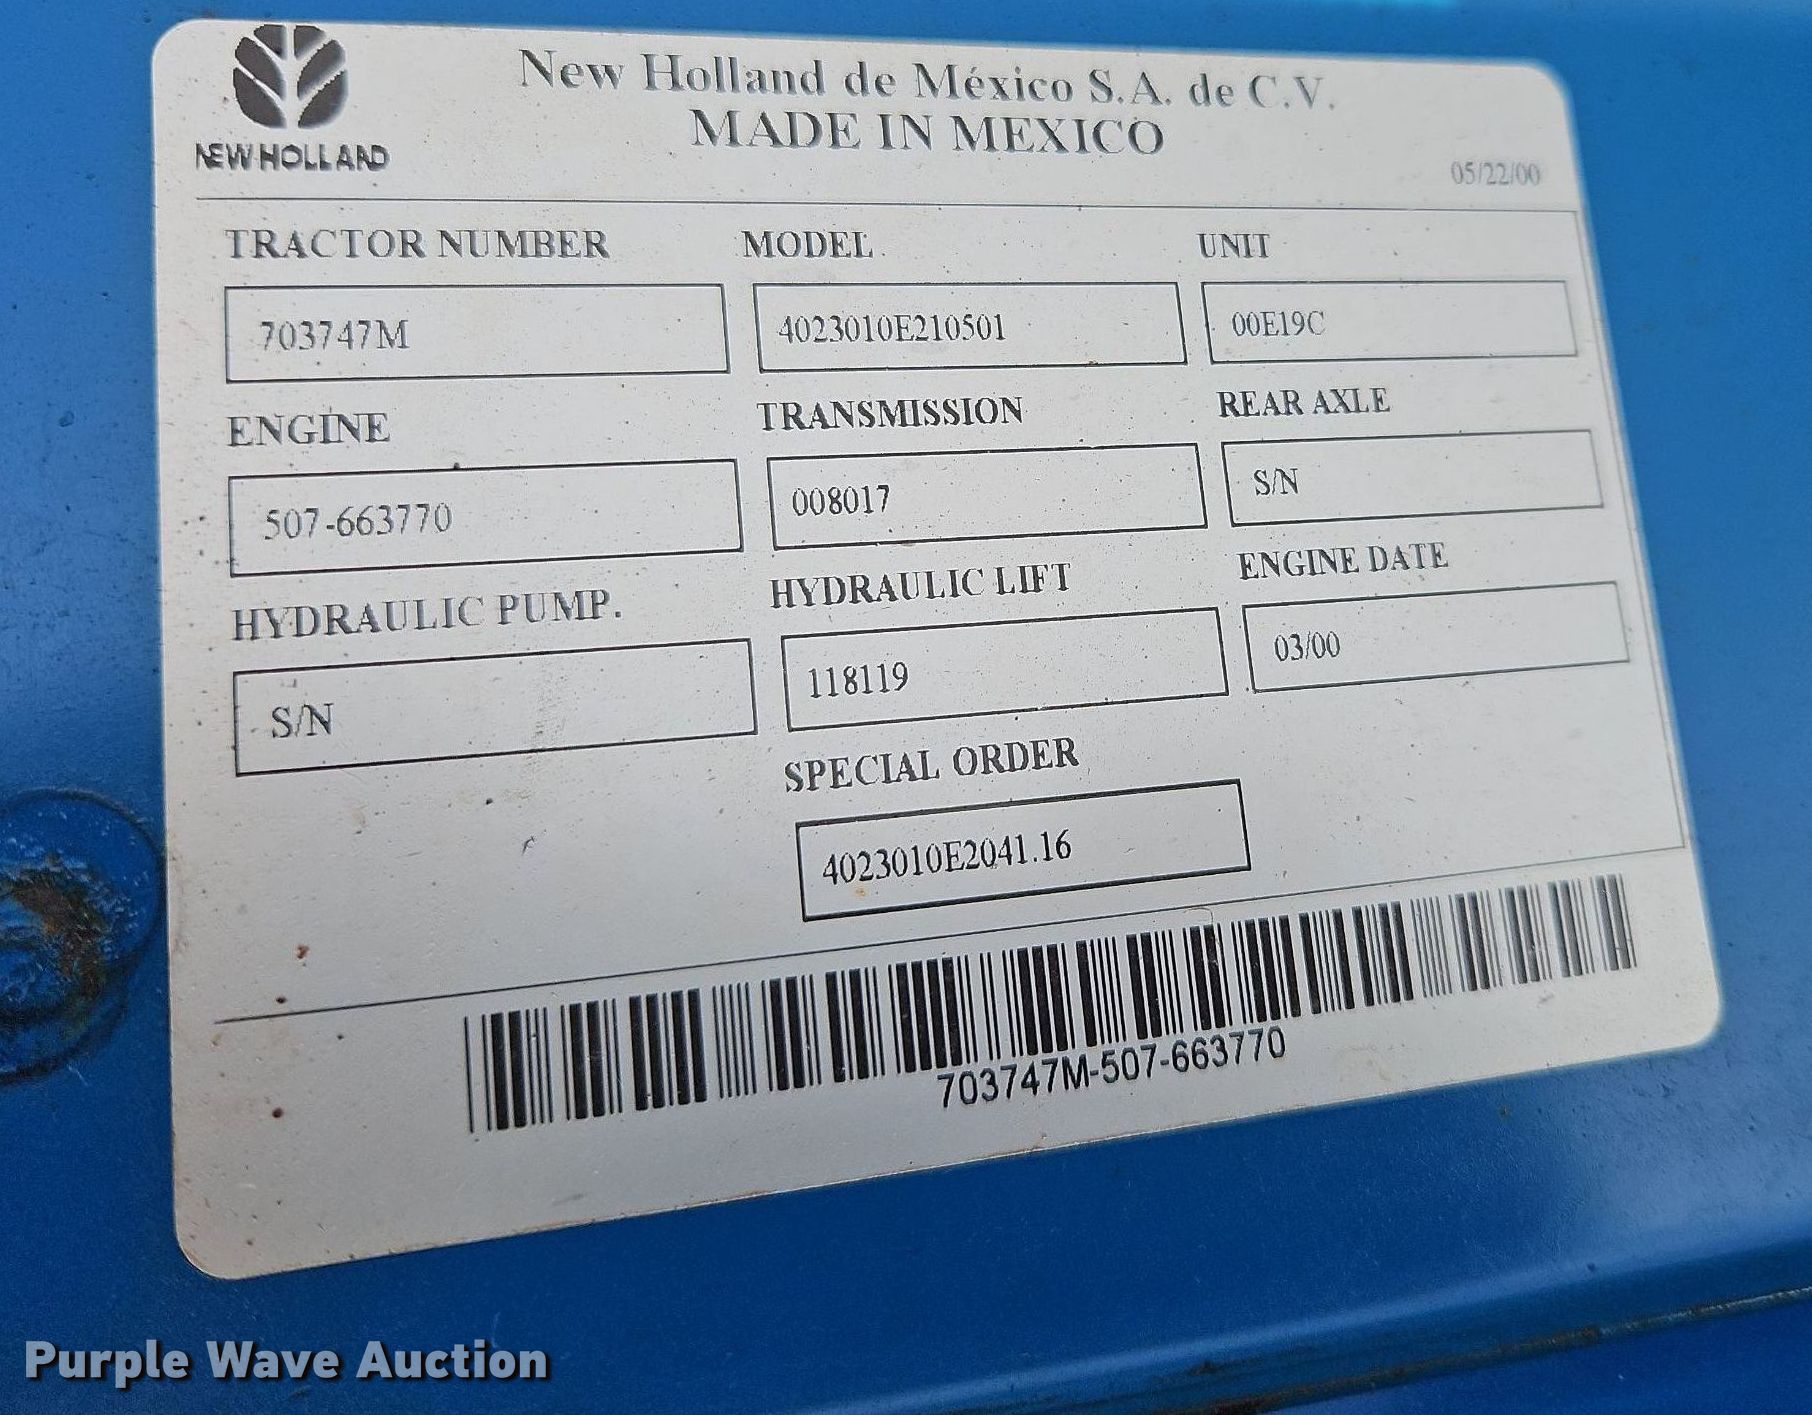 New Holland de México S.A. de C.V.
MADE IN MEXICO
NEW HOLLAND
05/22/00
TRACTOR NUMBER MODEL UNIT
703747M 4023010E210501 00E19C
ENGINE TRANSMISSION REAR AXLE
507-663770 008017 S/N
HYDRAULIC PUMP. HYDRAULIC LIFT ENGINE DATE
S/N 118119 03/00
SPECIAL ORDER
4023010E2041.16
703747M-507-663770
Purple Wave Auction